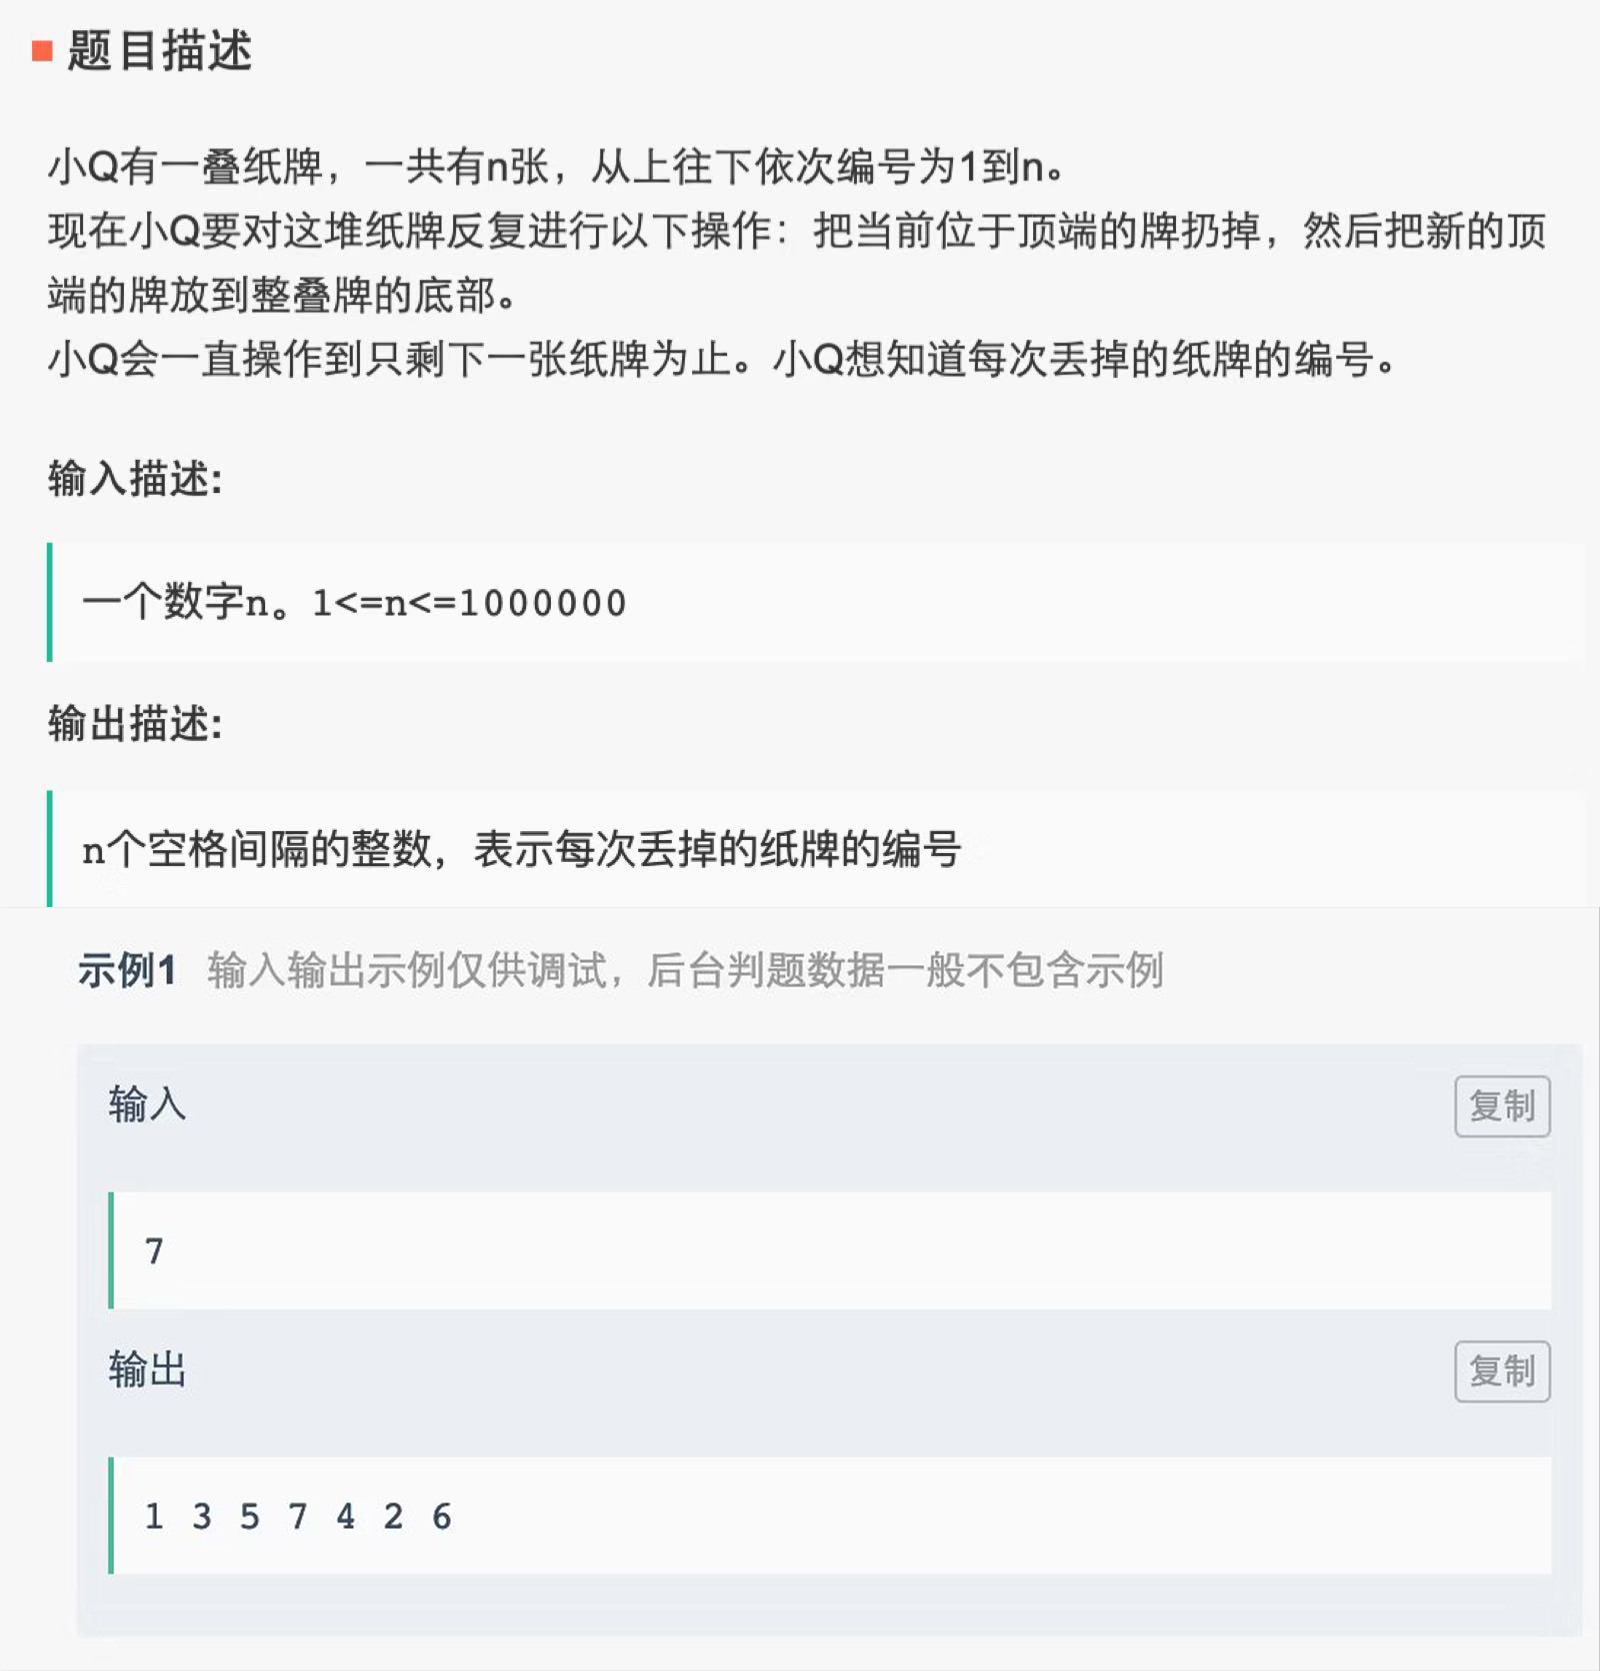 题目描述
小Q有一叠纸牌，一共有n张，从上往下依次编号为1到n。
现在小Q要对这堆纸牌反复进行以下操作：把当前位于顶端的牌扔掉，然后把新的顶
端的牌放到整叠牌的底部。
小Q会一直操作到只剩下一张纸牌为止。小Q想知道每次丢掉的纸牌的编号。
输入描述:
一个数字n。1<=n<=1000000
输出描述:
n个空格间隔的整数，表示每次丢掉的纸牌的编号
示例1 输入输出示例仅供调试，后台判题数据一般不包含示例
输入
复制
7
输出
复制
1 3 5 7 4 2 6